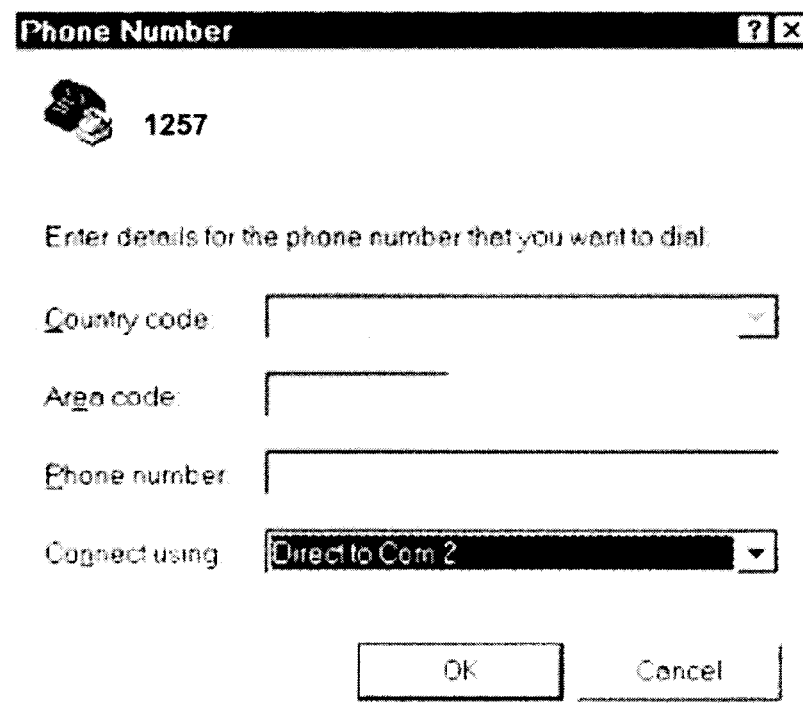 Phone Number
1257
Enter details for the phone number that you want to dial:
Country code:
Area code:
Phone number:
Connect using
Direct to Com 2
OK
Cancel